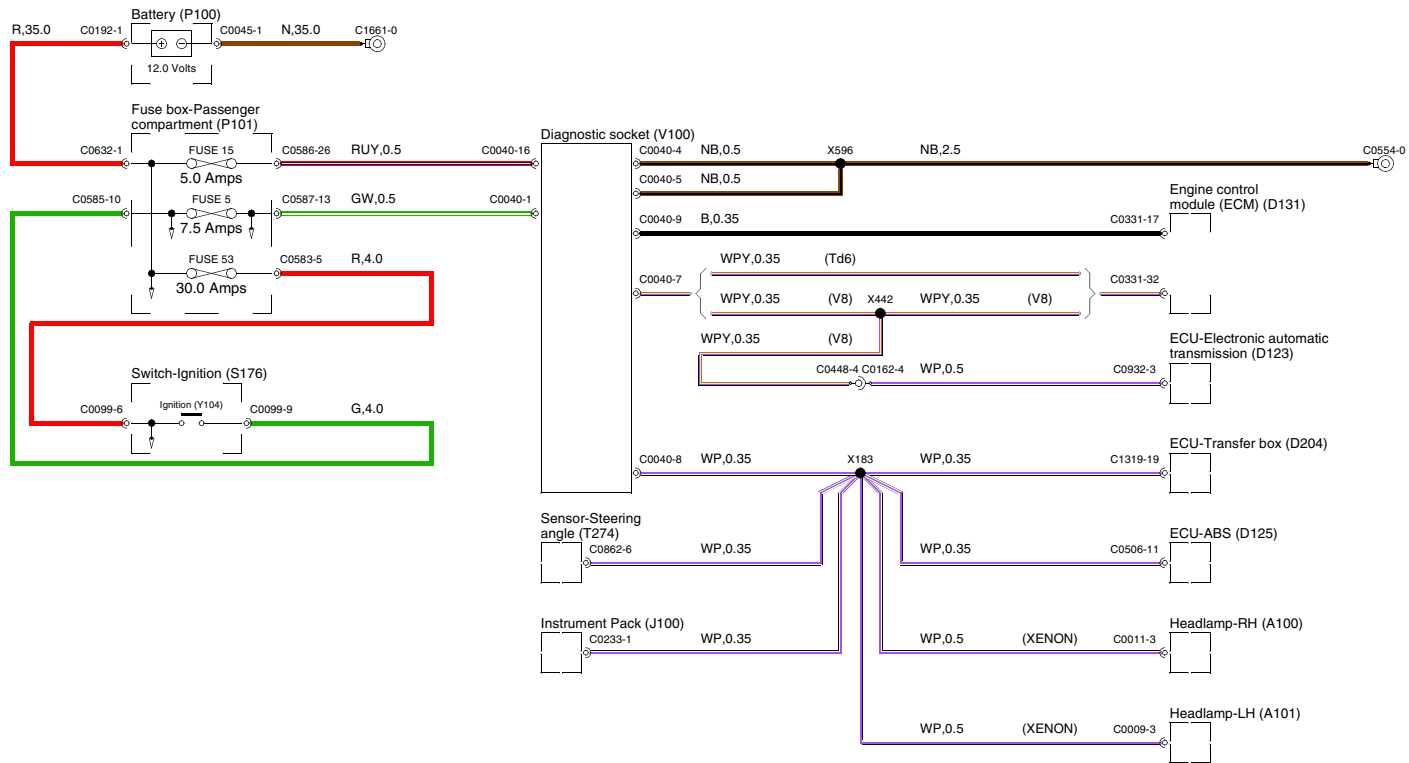 Battery (P100)
R,35.0 C0192-1 C0045-1 N,35.0 C1661-0
12.0 Volts
Fuse box-Passenger
compartment (P101)
C0632-1 FUSE 15 C0586-26 RUY,0.5 C0040-16
5.0 Amps
C0585-10 FUSE 5 C0587-13 GW,0.5 C0040-1
7.5 Amps
FUSE 53 C0583-5 R,4.0
30.0 Amps
Switch-Ignition (S176)
C0099-6 Ignition (Y104) C0099-9 G,4.0
Diagnostic socket (V100)
C0040-4 NB,0.5 X596 NB,2.5 C0554-0
C0040-5 NB,0.5
Engine control
module (ECM) (D131)
C0040-9 B,0.35 C0331-17
WPY,0.35 (Td6)
C0040-7 C0331-32
WPY,0.35 (V8) X442 WPY,0.35 (V8)
WPY,0.35 (V8)
ECU-Electronic automatic
transmission (D123)
C0448-4 C0162-4 WP,0.5 C0932-3
ECU-Transfer box (D204)
C0040-8 WP,0.35 X183 WP,0.35 C1319-19
Sensor-Steering
angle (T274)
C0862-6 WP,0.35
ECU-ABS (D125)
WP,0.35 C0506-11
Instrument Pack (J100)
C0233-1 WP,0.35
Headlamp-RH (A100)
WP,0.5 (XENON) C0011-3
Headlamp-LH (A101)
WP,0.5 (XENON) C0009-3